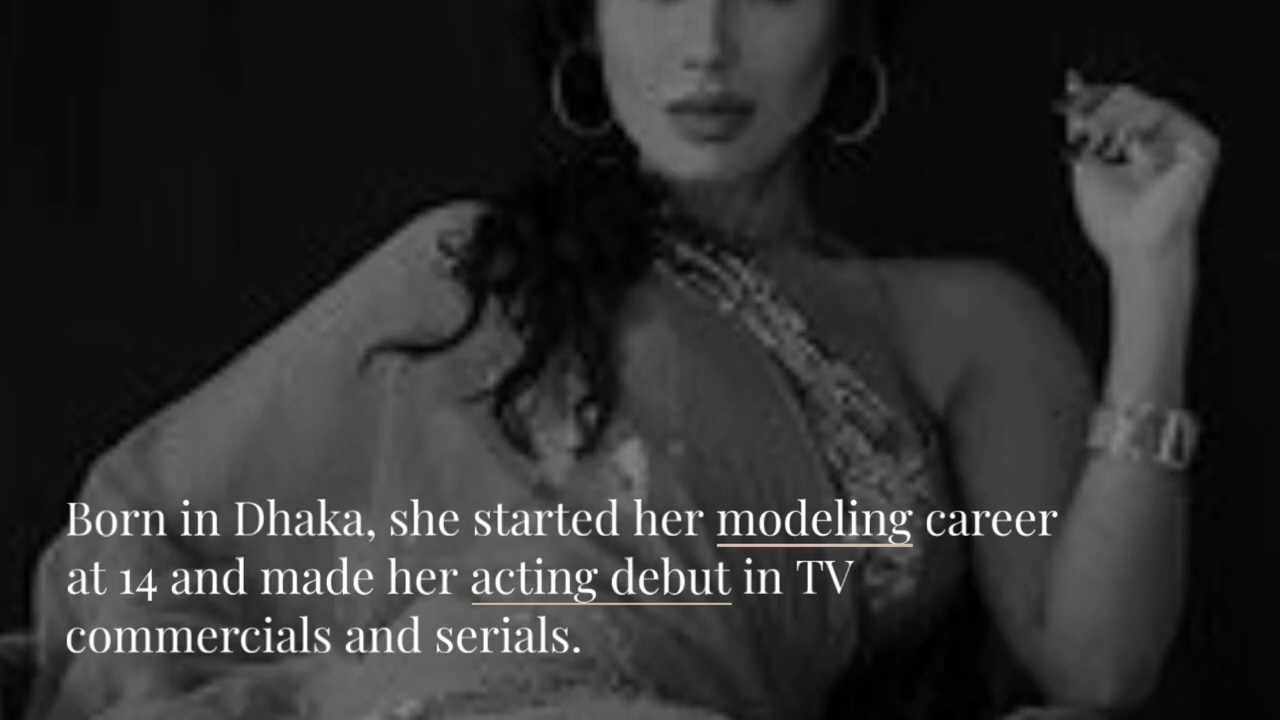 Born in Dhaka, she started her modeling career
at 14 and made her acting debut in TV
commercials and serials.